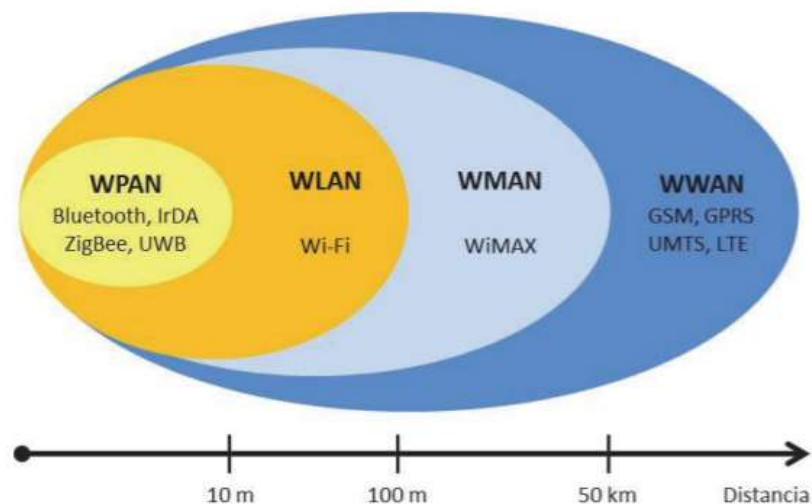 WPAN
Bluetooth, IrDA
ZigBee, UWB
WLAN
Wi-Fi
WMAN
WiMAX
WWAN
GSM, GPRS
UMTS, LTE
10 m
100 m
50 km
Distancia